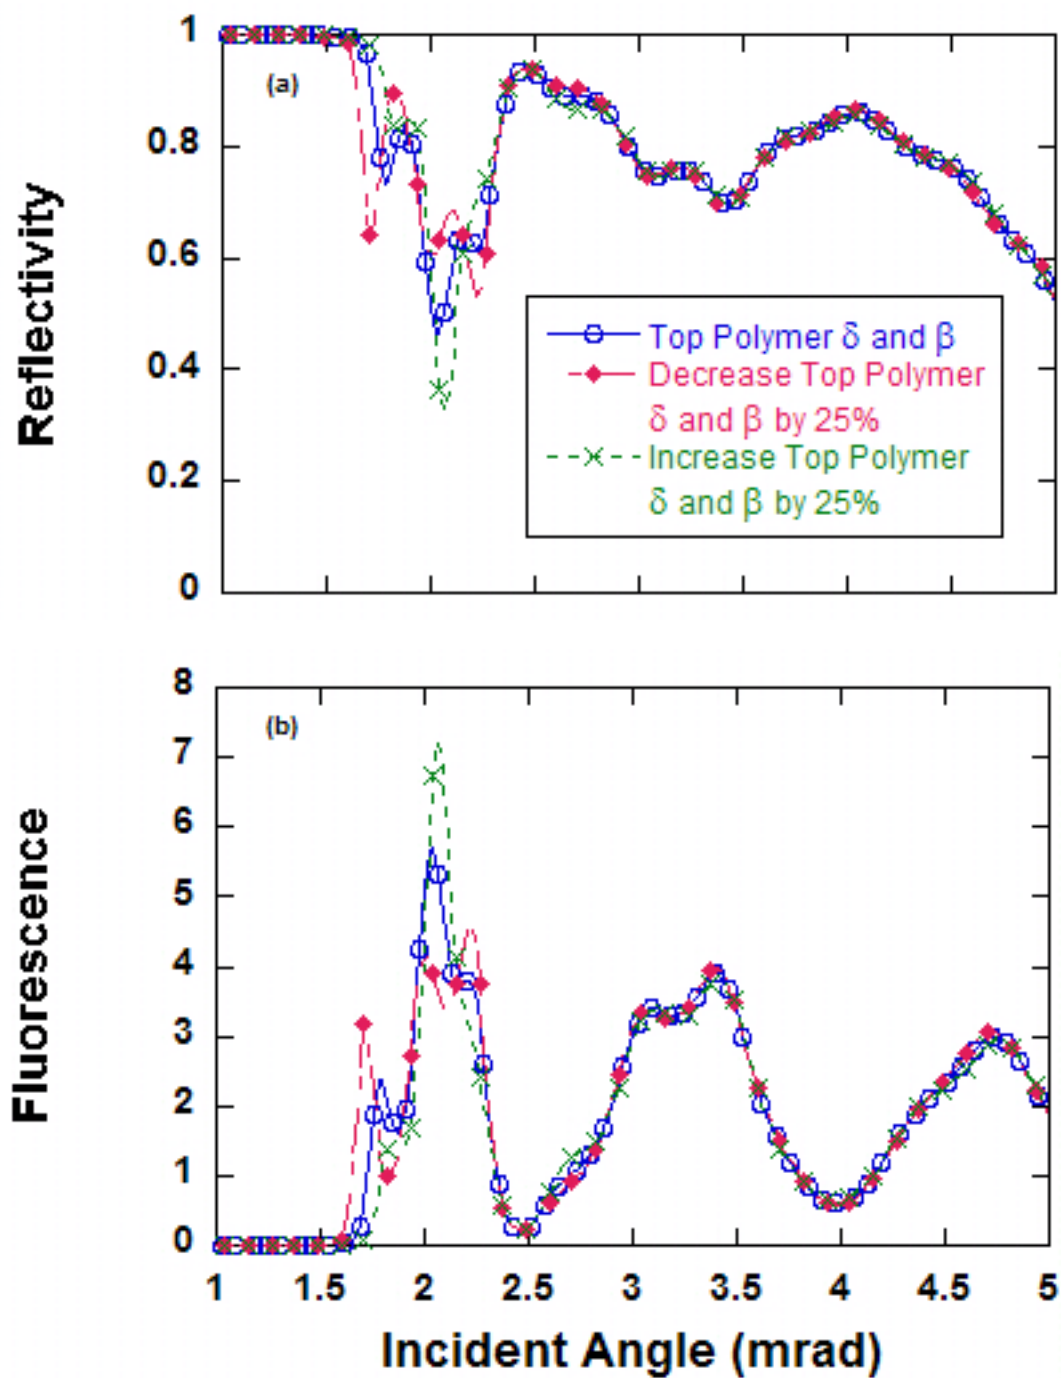 1
(a)
0.8
0.6
0.4
0.2
0
Reflectivity
Top Polymer δ and β
Decrease Top Polymer
δ and β by 25%
Increase Top Polymer
δ and β by 25%
8
(b)
7
6
5
4
3
2
1
0
Fluorescence
1 1.5 2 2.5 3 3.5 4 4.5 5
Incident Angle (mrad)